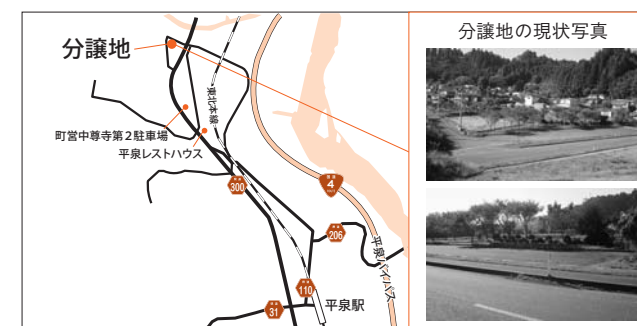 分譲地
分譲地の現状写真
東北本線
町営中尊寺第2駐車場
平泉レストハウス
300
4
206
平泉バイパス
110
平泉駅
31